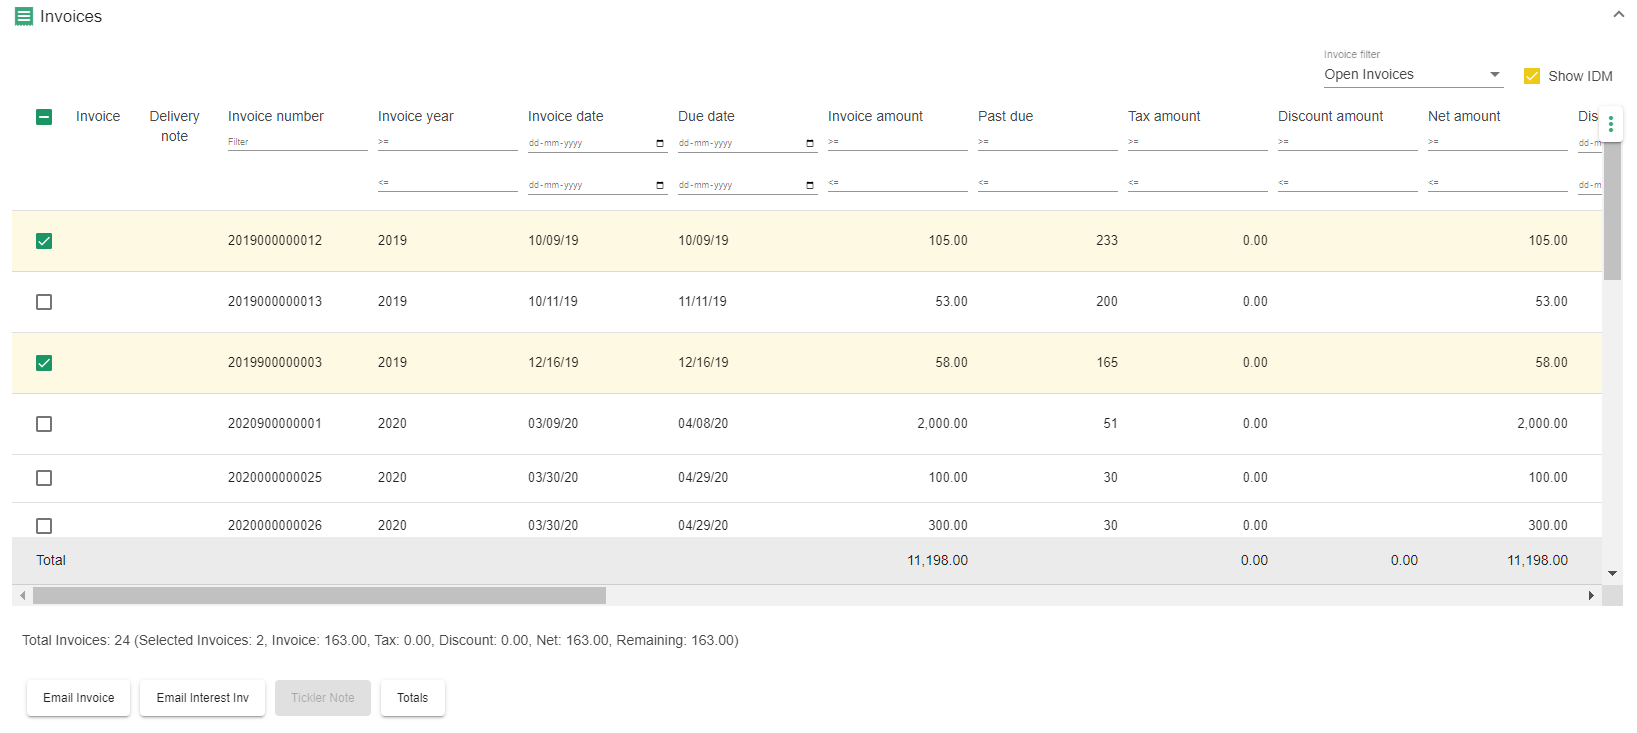 Invoices
Invoice filter
Open Invoices
Show IDM
Invoice Delivery note Invoice number Invoice year Invoice date Due date Invoice amount Past due Tax amount Discount amount Net amount Dis
Filter >= dd-mm-yyyy dd-mm-yyyy >= >= >= >= >= dd-m
<= dd-mm-yyyy dd-mm-yyyy <= <= <= <= <= dd-m
2019000000012 2019 10/09/19 10/09/19 105.00 233 0.00 105.00
2019000000013 2019 10/11/19 11/11/19 53.00 200 0.00 53.00
2019900000003 2019 12/16/19 12/16/19 58.00 165 0.00 58.00
2020900000001 2020 03/09/20 04/08/20 2,000.00 51 0.00 2,000.00
2020000000025 2020 03/30/20 04/29/20 100.00 30 0.00 100.00
2020000000026 2020 03/30/20 04/29/20 300.00 30 0.00 300.00
Total 11,198.00 0.00 0.00 11,198.00
Total Invoices: 24 (Selected Invoices: 2, Invoice: 163.00, Tax: 0.00, Discount: 0.00, Net: 163.00, Remaining: 163.00)
Email Invoice Email Interest Inv Tickler Note Totals